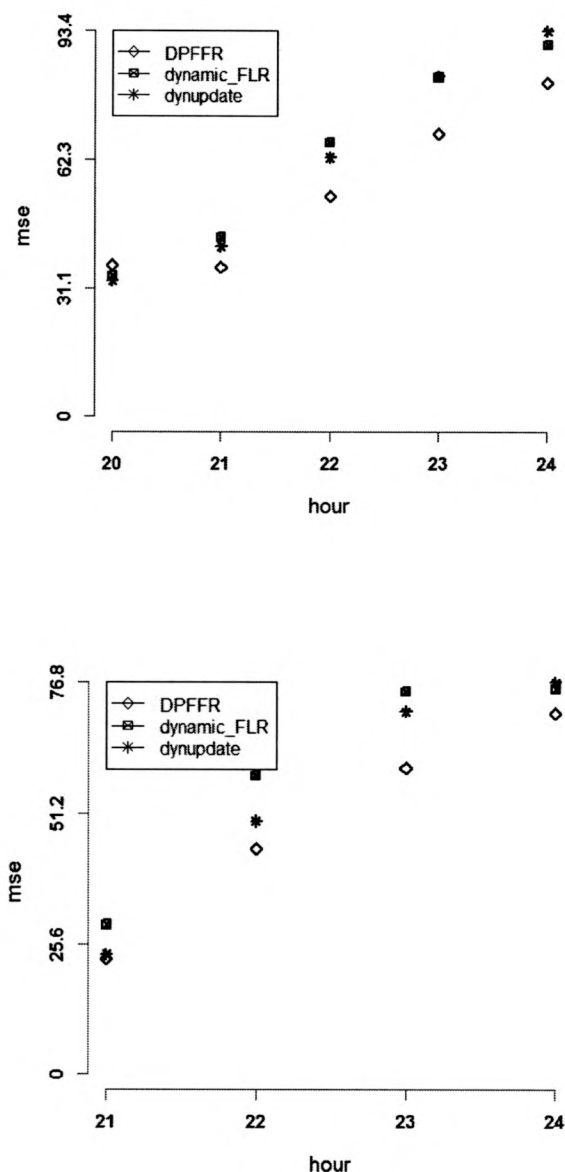 93.4
62.3
31.1
0
mse
DPFFR
dynamic_FLR
dynupdate
20 21 22 23 24
hour
76.8
51.2
25.6
0
mse
DPFFR
dynamic_FLR
dynupdate
21 22 23 24
hour